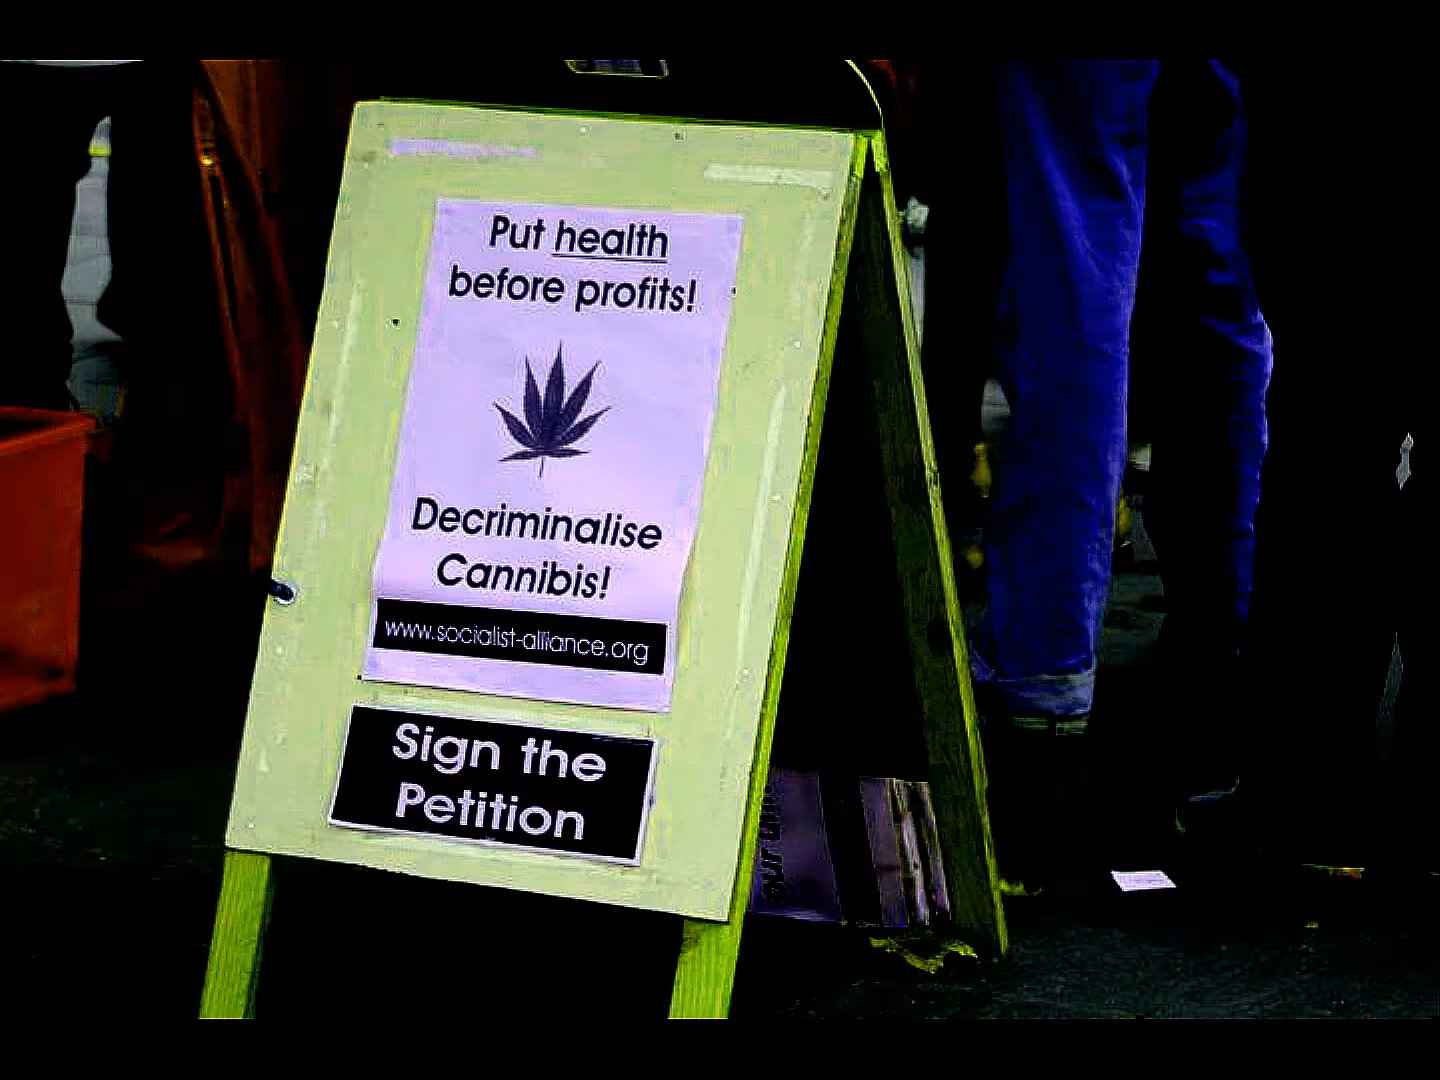 Put health
before profits!
Decriminalise
Cannibis!
www.socialist-alliance.org
Sign the
Petition